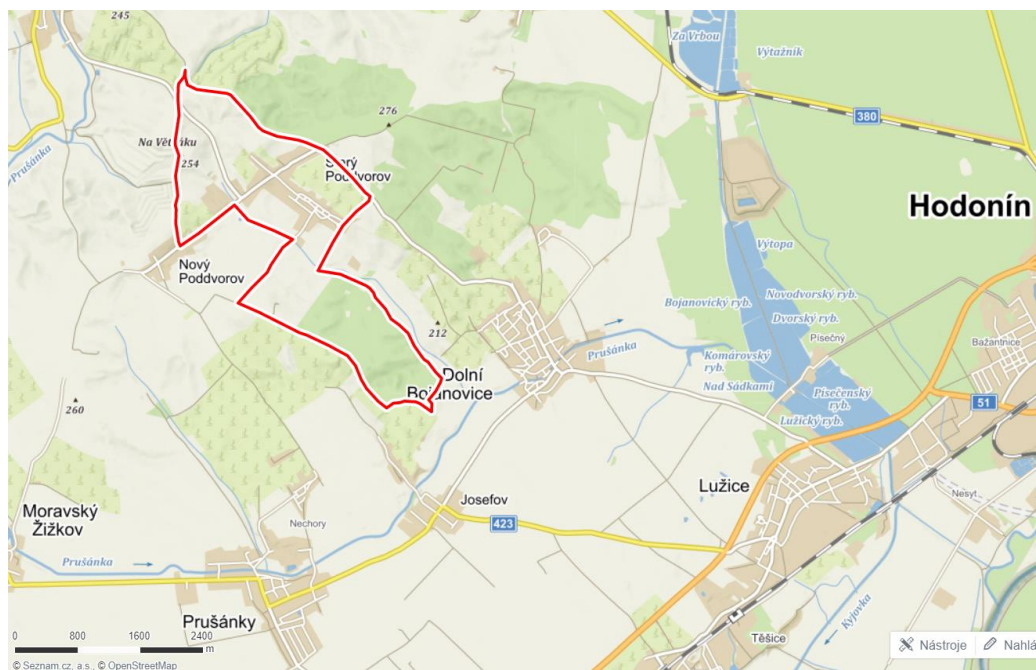 245
Za Vrbou
Výtažník
276
380
Na Větřáku
254
Prušánka
Starý
Poddvorov
Hodonín
Nový
Poddvorov
Výtopa
Bojanovický ryb.
Novodvorský ryb.
Dvorský ryb.
Písečný
Bažantnice
212
Prušánka
Komárovský
ryb.
Nad Sádkami
Dolní
Bojanovice
Písečenský
ryb.
Lužický ryb.
51
260
Lužice
Josefov
Nesyt
Moravský
Žižkov
Nechory
423
Prušánka
Kyjovka
Prušánky
Těšice
0 800 1600 2400
m
Nástroje
© Seznam.cz, a.s., © OpenStreetMap